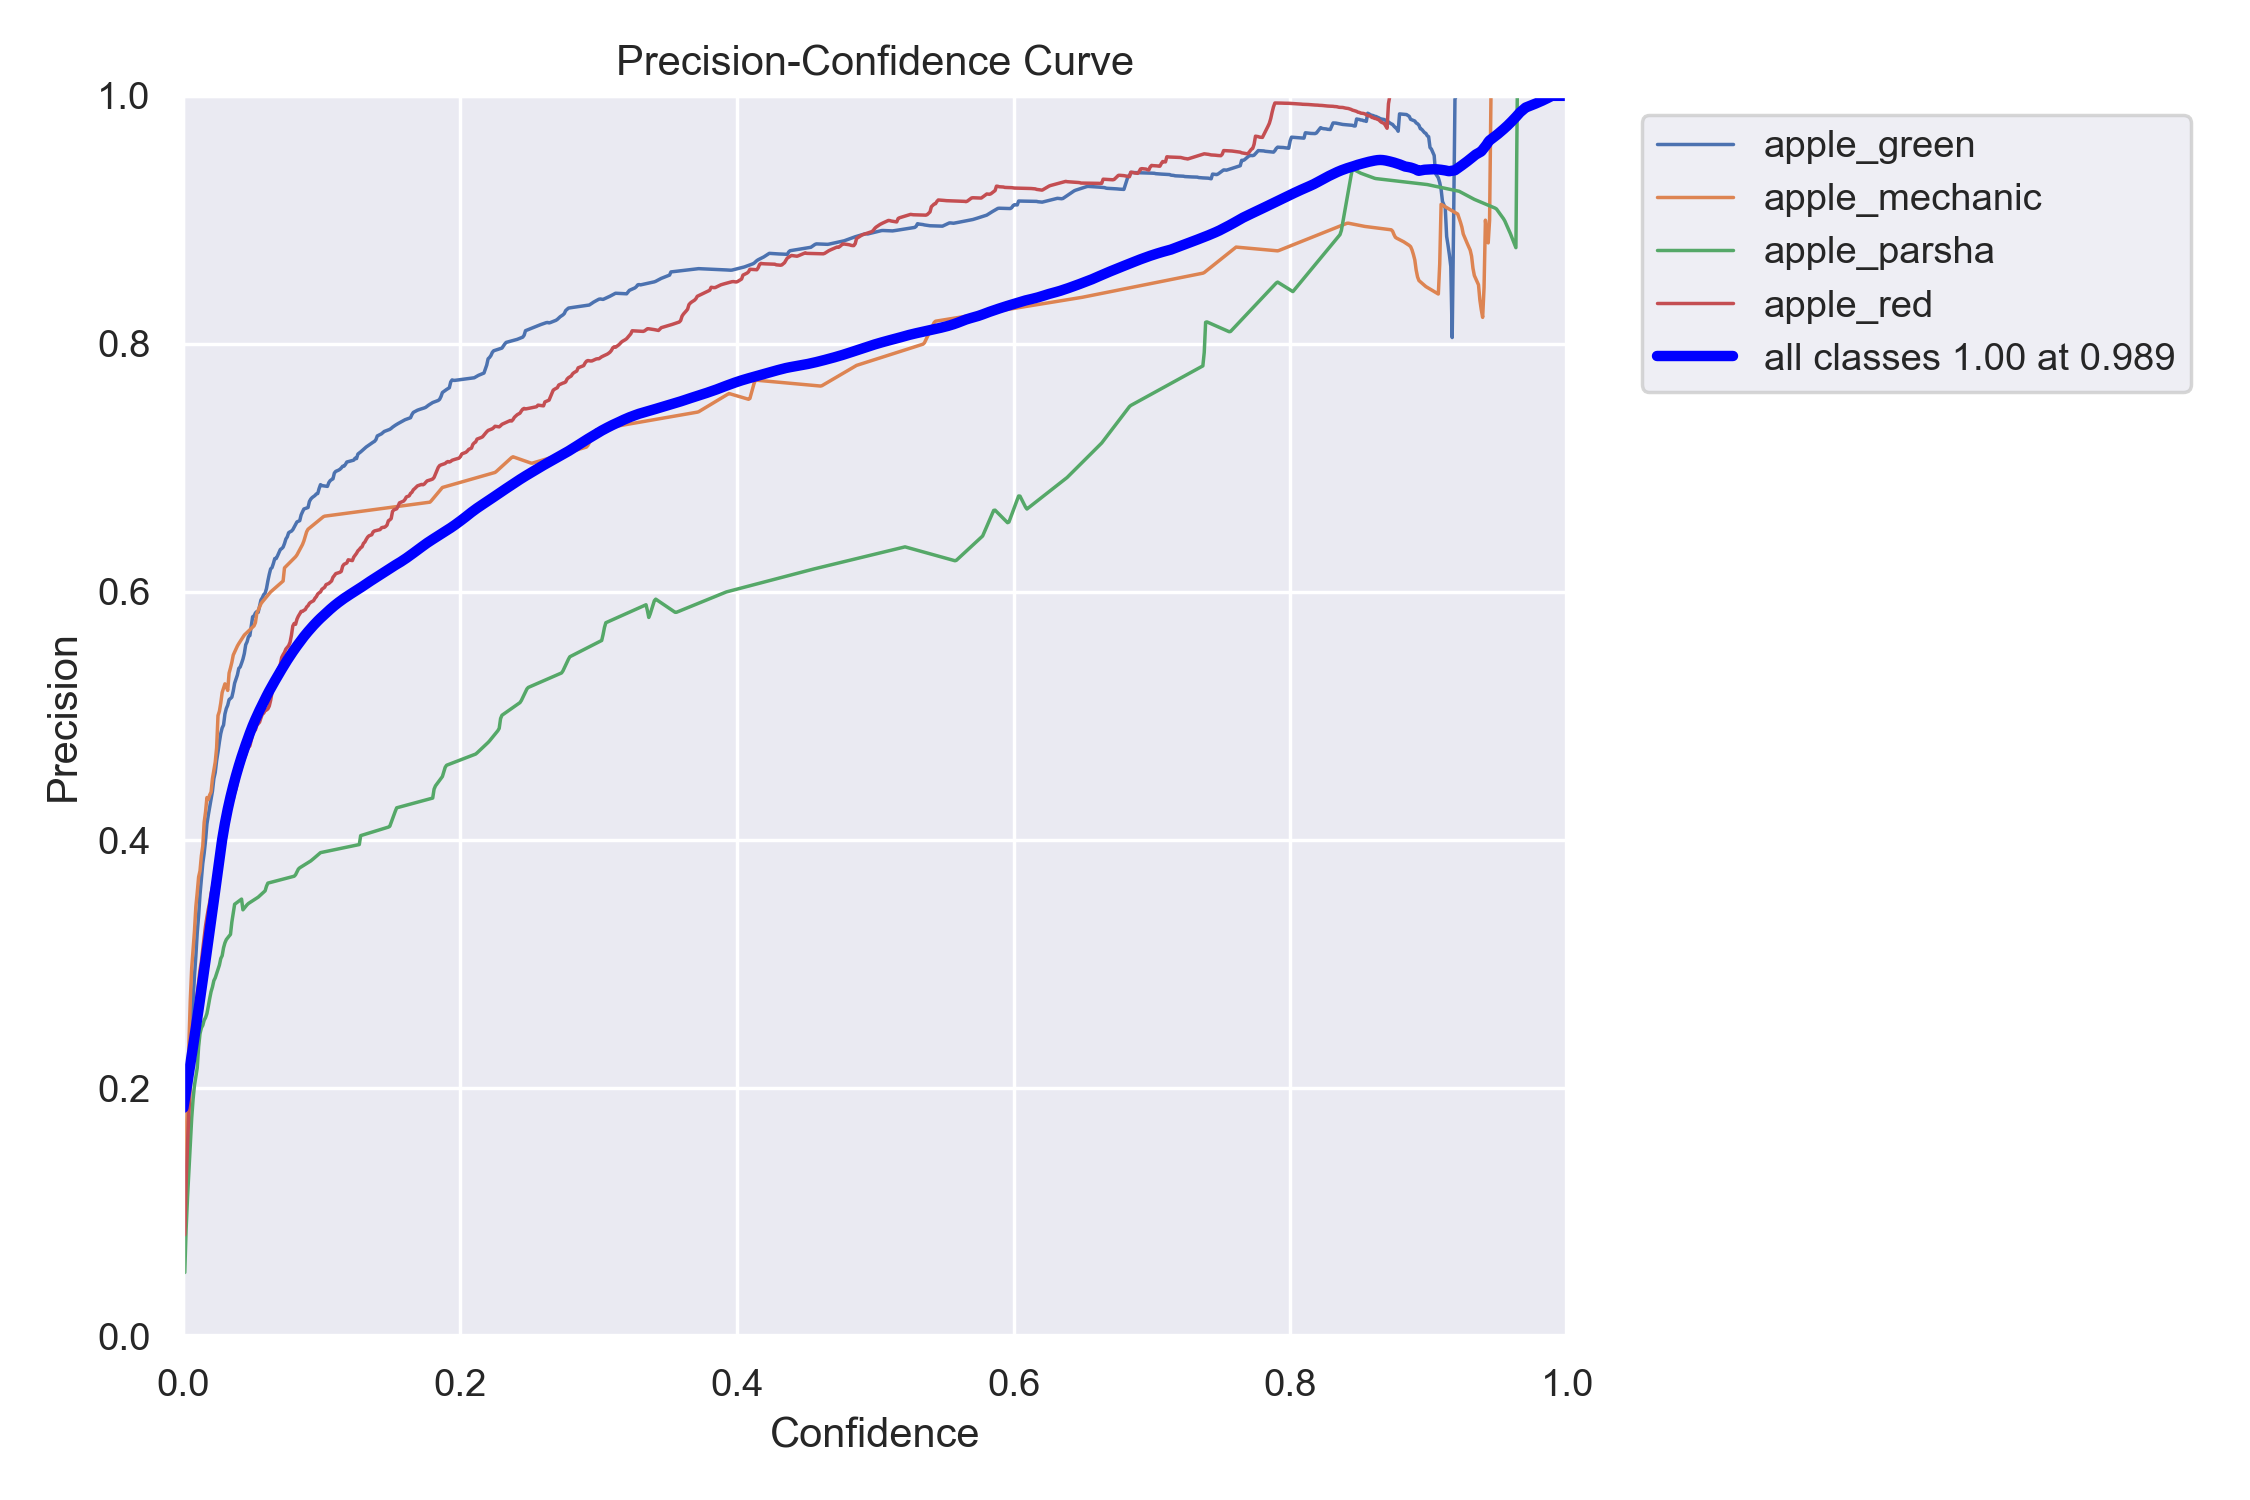 Precision-Confidence Curve
1.0
0.8
0.6
0.4
0.2
0.0
Precision
0.0 0.2 0.4 0.6 0.8 1.0
Confidence
apple_green
apple_mechanic
apple_parsha
apple_red
all classes 1.00 at 0.989